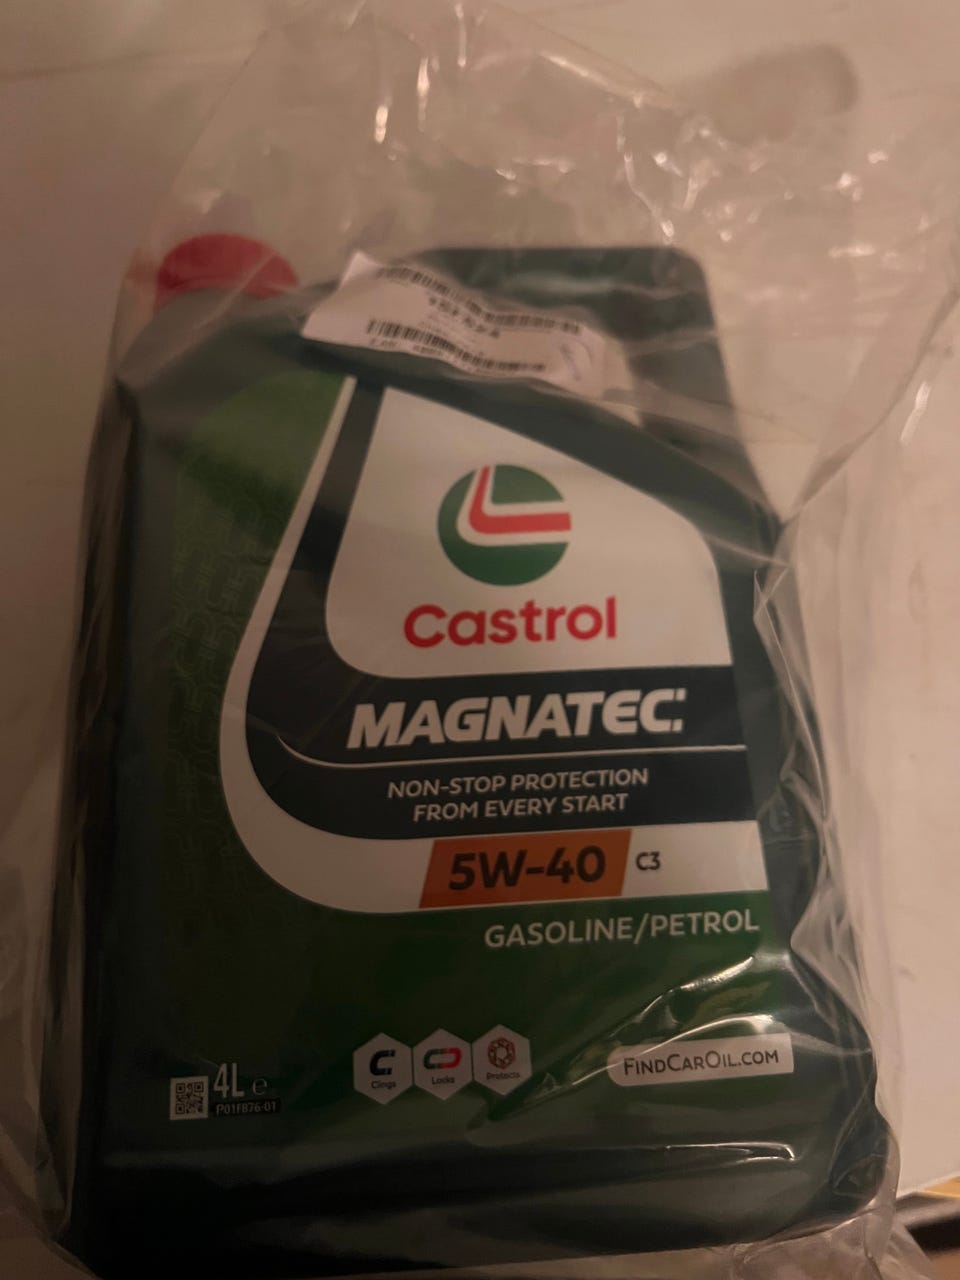 Castrol
MAGNATEC
NON-STOP PROTECTION
FROM EVERY START
5W-40 C3
GASOLINE/PETROL
Clings
Locks
Protects
FINDCAROIL.COM
4L e
P01FB76-01